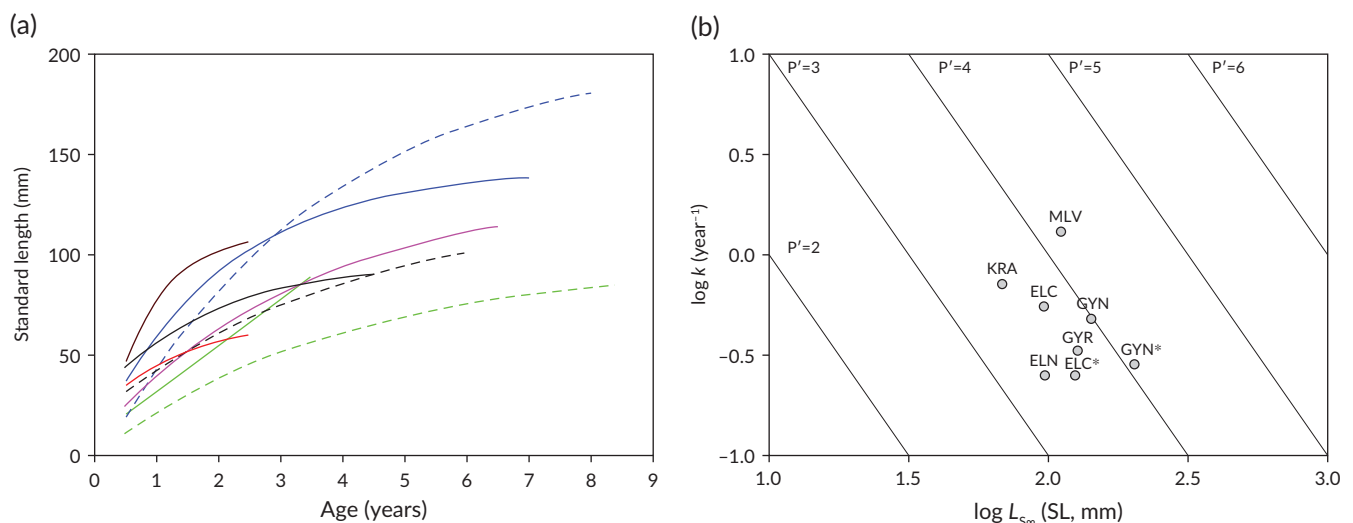 (a)
200
150
100
50
0
Standard length (mm)
0 1 2 3 4 5 6 7 8 9
Age (years)
(b)
1.0
0.5
0.0
−0.5
−1.0
log k (year⁻¹)
P′=3 P′=4 P′=5 P′=6
P′=2
MLV
KRA
ELC
GYN
GYR
GYN*
ELN
ELC*
1.0 1.5 2.0 2.5 3.0
log L_S∞ (SL, mm)